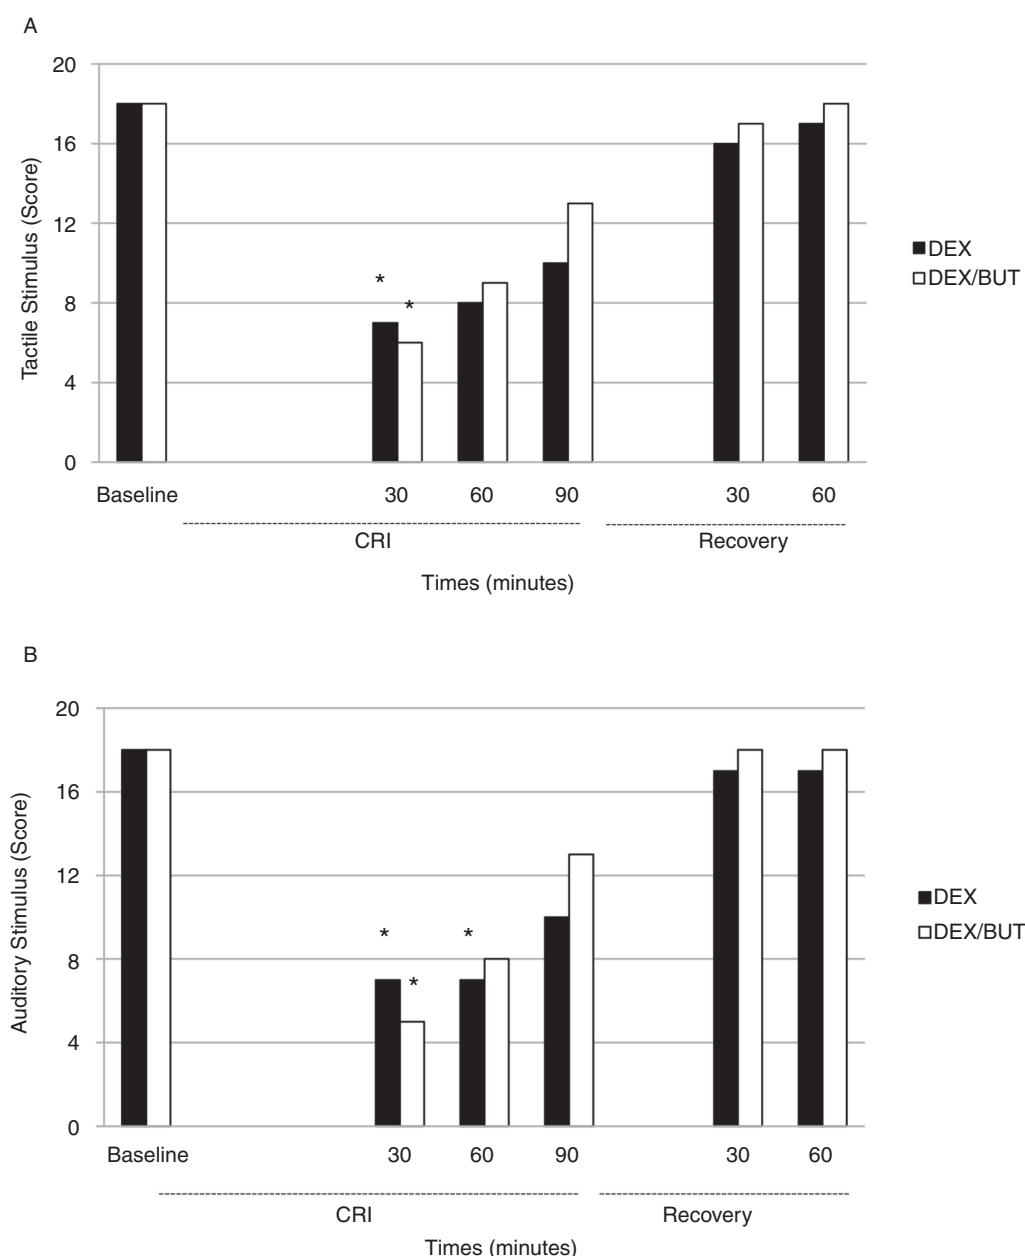 A
20
16
12
8
4
0
Tactile Stimulus (Score)
*
*
DEX
DEX/BUT
Baseline 30 60 90 30 60
CRI Recovery
Times (minutes)
B
20
16
12
8
4
0
Auditory Stimulus (Score)
* *
*
DEX
DEX/BUT
Baseline 30 60 90 30 60
CRI Recovery
Times (minutes)